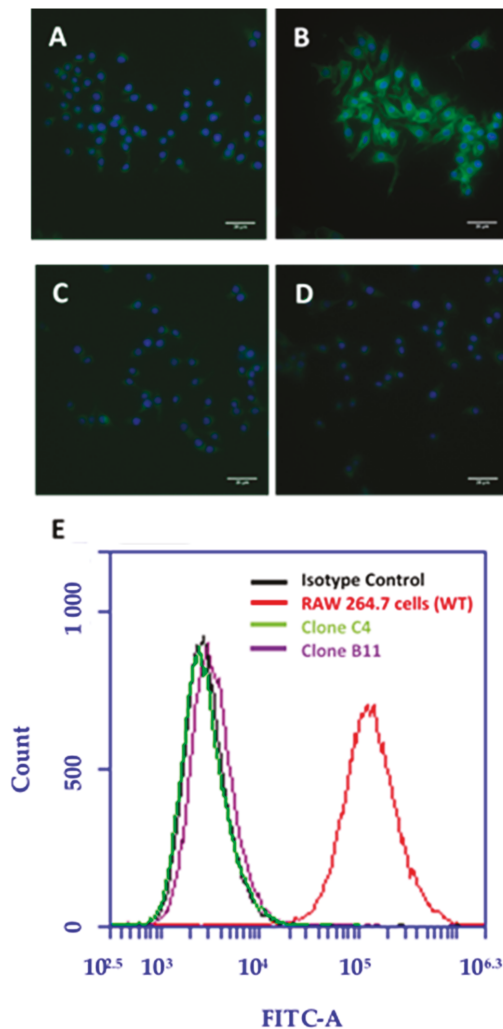 A
B
C
D
E
Isotype Control
RAW 264.7 cells (WT)
Clone C4
Clone B11
1 000
500
0
Count
10^2.5 10^3 10^4 10^5 10^6.3
FITC-A